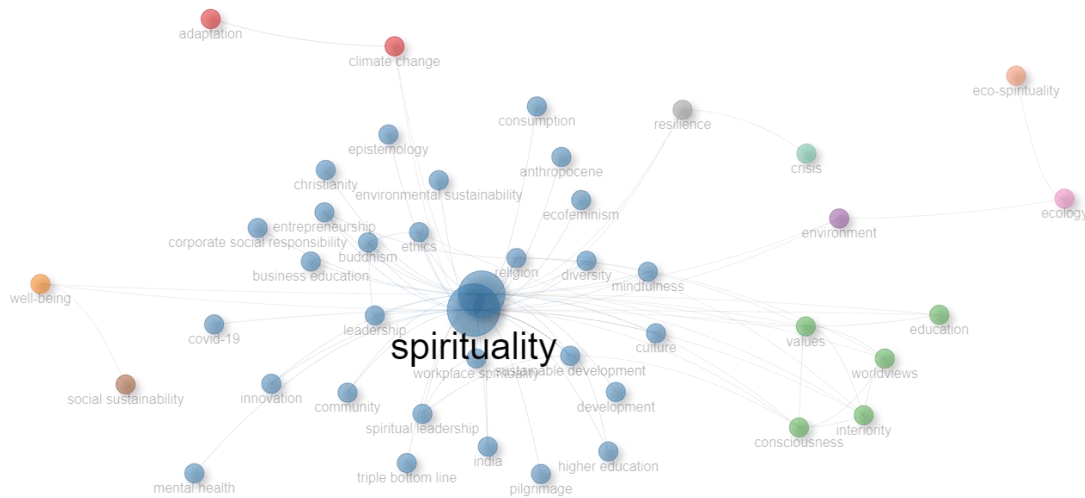 adaptation
climate change
eco-spirtuality
consumption
resilience
epistemology
crisis
anthropocene
christianity
environmental sustainability
ecofeminism
ecology
entrepreneurship
environment
corporate social responsibility
ethics
buddhism
business education
religion
diversity
mindfulness
well-being
leadership
covid-19
values
education
spirituality
culture
workplace spirituality
sustainable development
worldviews
social sustainability
innovation
community
development
spiritual leadership
interiority
consciousness
india
higher education
triple bottom line
mental health
pilgrimage